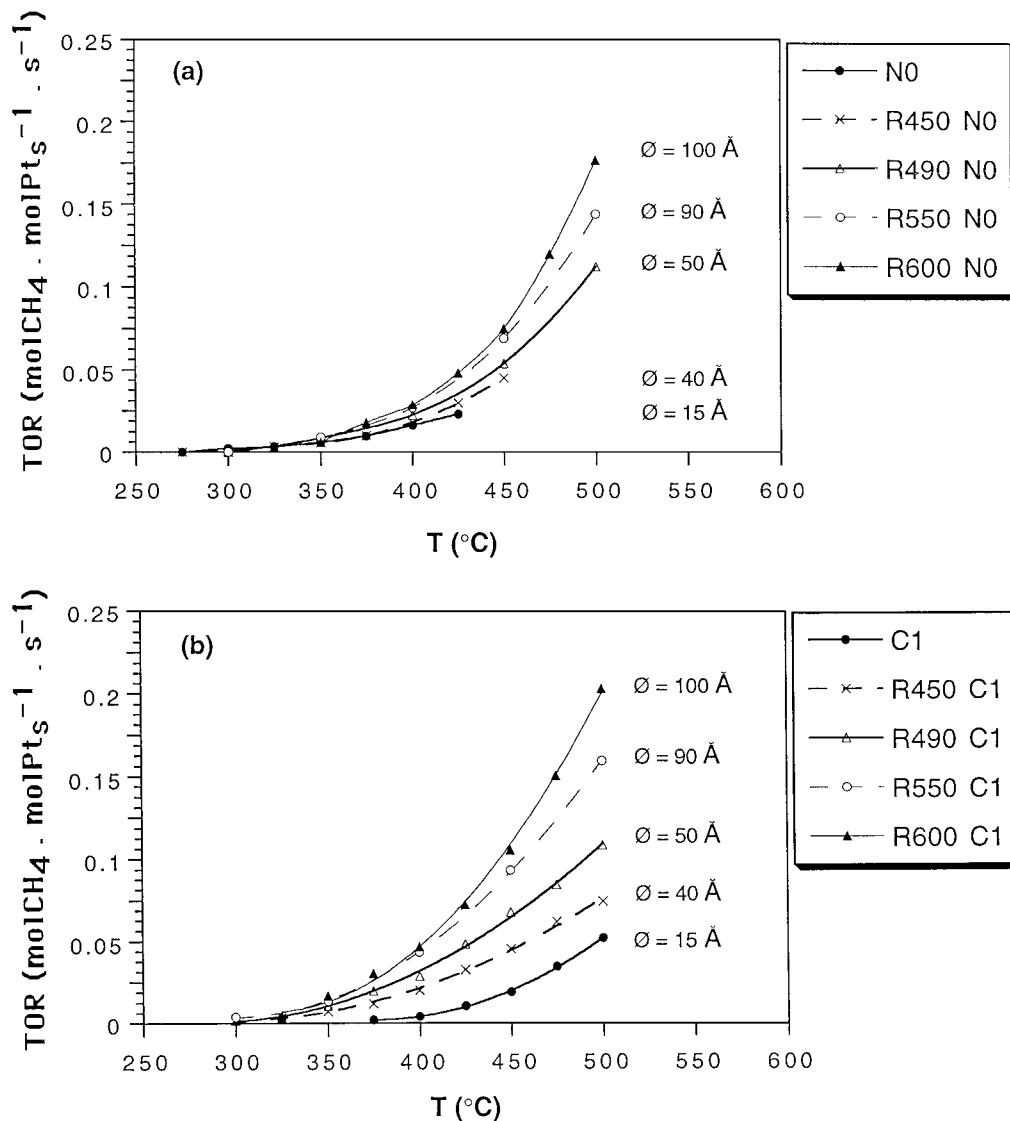 TOR (molCH4 . molPts−1 . s−1)
0.25
0.2
0.15
0.1
0.05
0
(a)
Ø = 100 Å
Ø = 90 Å
Ø = 50 Å
Ø = 40 Å
Ø = 15 Å
250 300 350 400 450 500 550 600
T (°C)
N0
R450 N0
R490 N0
R550 N0
R600 N0
TOR (molCH4 . molPts−1 . s−1)
0.25
0.2
0.15
0.1
0.05
0
(b)
Ø = 100 Å
Ø = 90 Å
Ø = 50 Å
Ø = 40 Å
Ø = 15 Å
250 300 350 400 450 500 550 600
T (°C)
C1
R450 C1
R490 C1
R550 C1
R600 C1